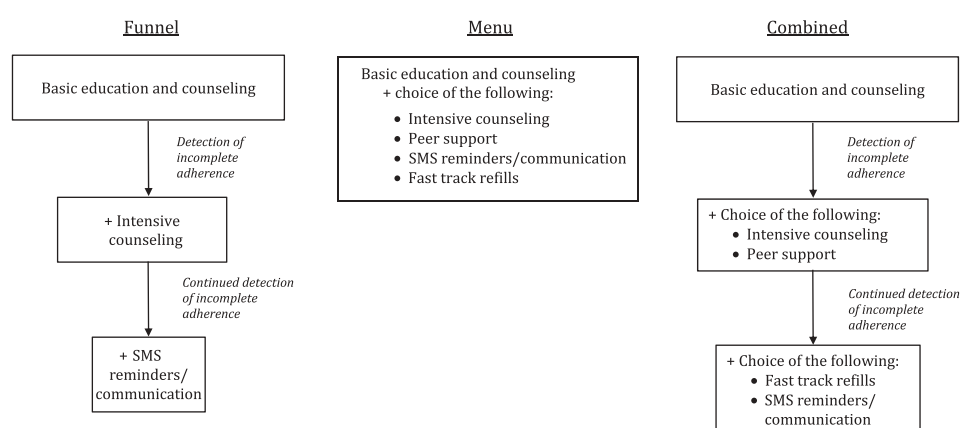 Funnel
Basic education and counseling
Detection of
incomplete
adherence
+ Intensive
counseling
Continued detection
of incomplete
adherence
+ SMS
reminders/
communication
Menu
Basic education and counseling
+ choice of the following:
• Intensive counseling
• Peer support
• SMS reminders/communication
• Fast track refills
Combined
Basic education and counseling
Detection of
incomplete
adherence
+ Choice of the following:
• Intensive counseling
• Peer support
Continued detection
of incomplete
adherence
+ Choice of the following:
• Fast track refills
• SMS reminders/
communication